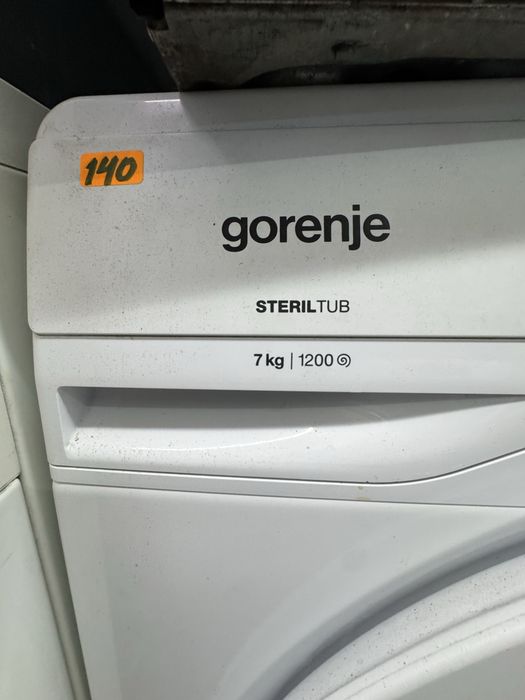 140
gorenje
STERILTUB
7 kg | 1200